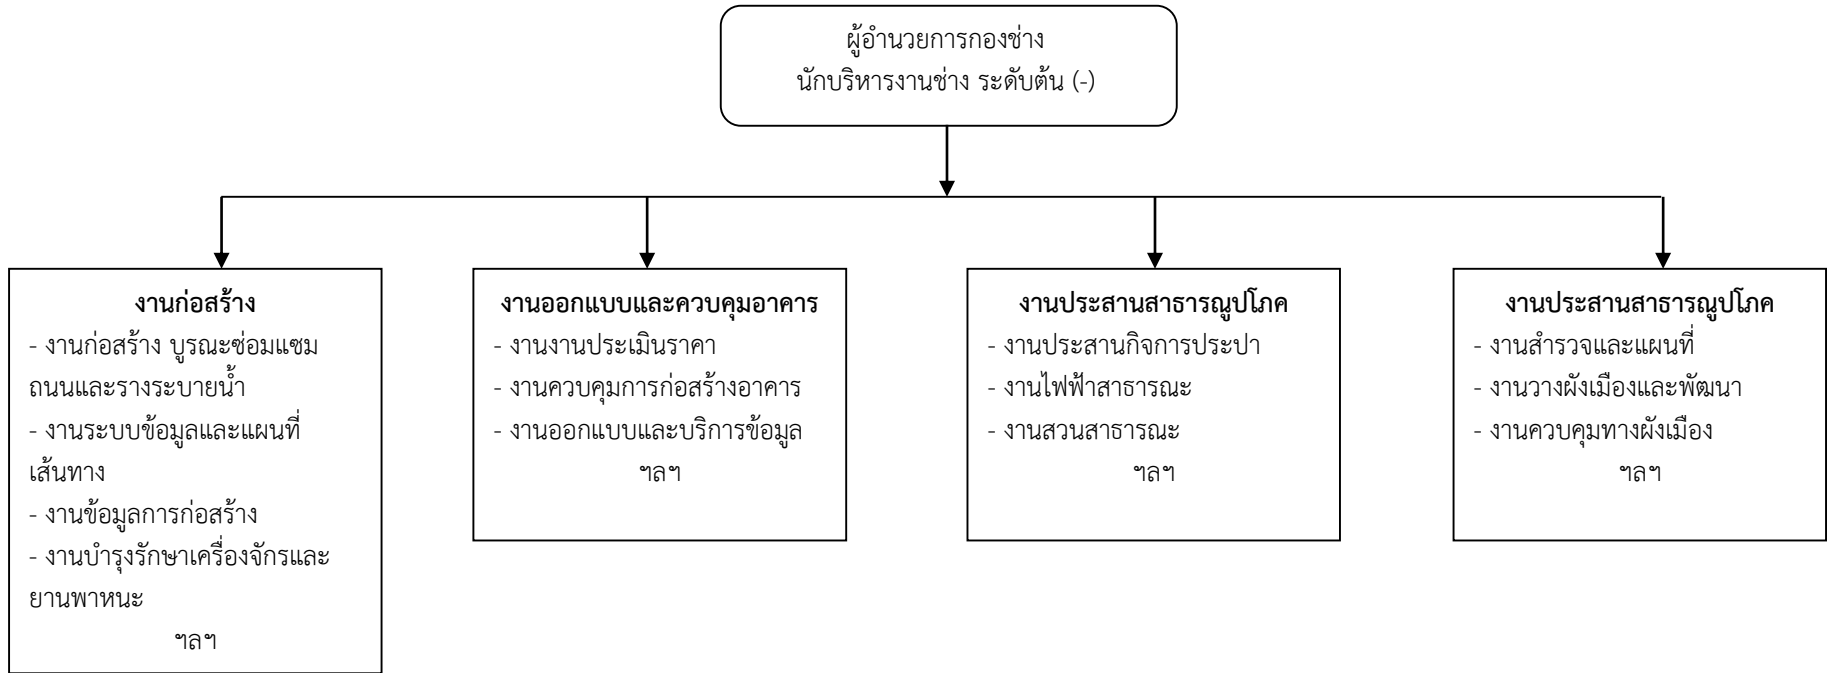 ผู้อำนวยการกองช่าง
นักบริหารงานช่าง ระดับต้น (-)
งานก่อสร้าง
- งานก่อสร้าง บูรณะซ่อมแซม
ถนนและรางระบายน้ำ
- งานระบบข้อมูลและแผนที่
เส้นทาง
- งานข้อมูลการก่อสร้าง
- งานบำรุงรักษาเครื่องจักรและ
ยานพาหนะ
ฯลฯ
งานออกแบบและควบคุมอาคาร
- งานงานประเมินราคา
- งานควบคุมการก่อสร้างอาคาร
- งานออกแบบและบริการข้อมูล
ฯลฯ
งานประสานสาธารณูปโภค
- งานประสานกิจการประปา
- งานไฟฟ้าสาธารณะ
- งานสวนสาธารณะ
ฯลฯ
งานประสานสาธารณูปโภค
- งานสำรวจและแผนที่
- งานวางผังเมืองและพัฒนา
- งานควบคุมทางผังเมือง
ฯลฯ